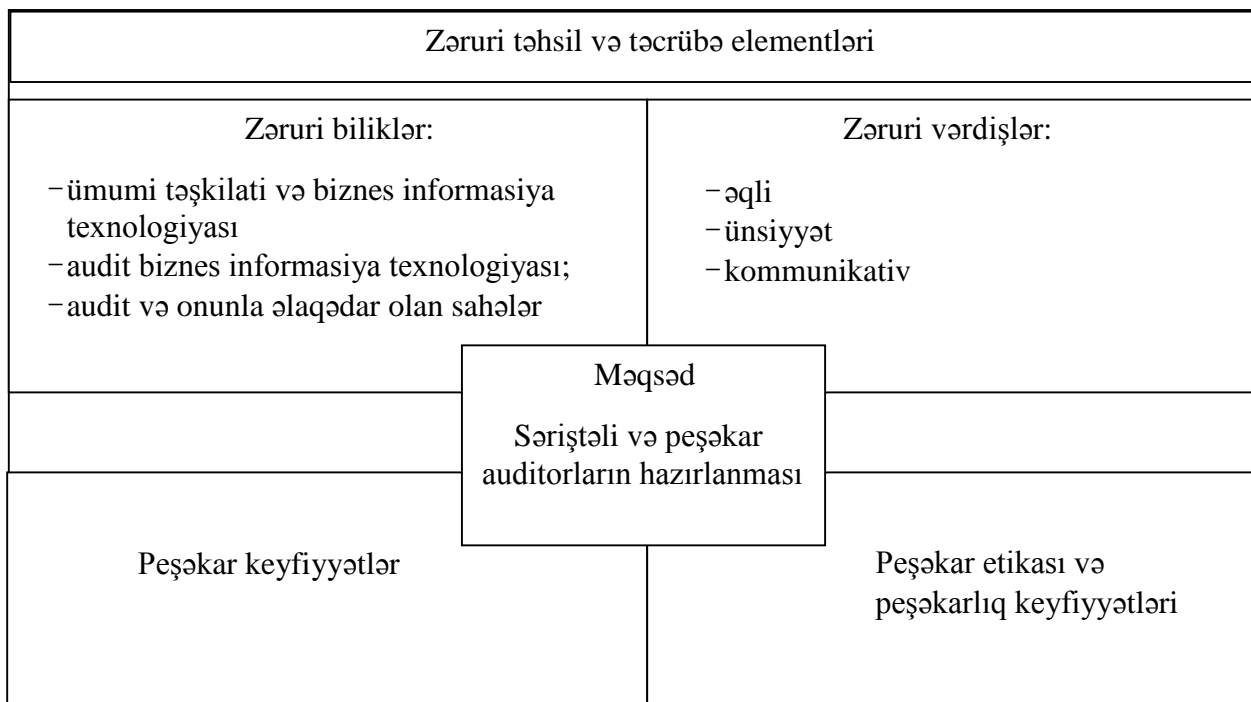 Zəruri təhsil və təcrübə elementləri
Zəruri biliklər:
−ümumi təşkilati və biznes informasiya
texnologiyası
−audit biznes informasiya texnologiyası;
−audit və onunla əlaqədar olan sahələr
Zəruri vərdişlər:
−əqli
−ünsiyyət
−kommunikativ
Məqsəd
Səriştəli və peşəkar
auditorların hazırlanması
Peşəkar keyfiyyətlər
Peşəkar etikası və
peşəkarlıq keyfiyyətləri